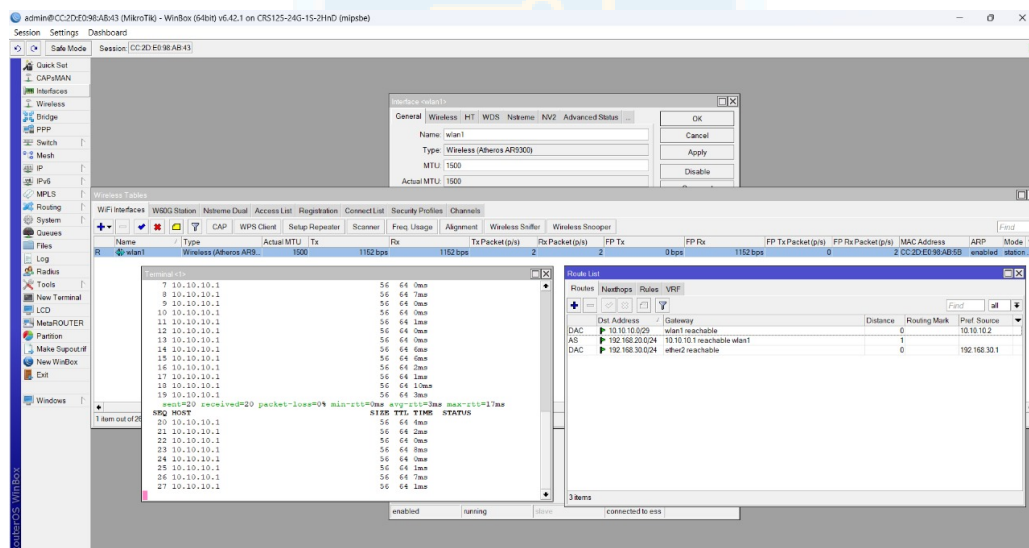 admin@CC:2D:E0:98:AB:43 (MikroTik) - WinBox (64bit) v6.42.1 on CRS125-24G-1S-2HnD (mipsbe)
Session Settings Dashboard
Safe Mode Session: CC:2D:E0:98:AB:43
Quick Set
CAPsMAN
Interfaces
Wireless
Bridge
PPP
Switch
Mesh
IP
IPv6
MPLS
Routing
System
Queues
Files
Log
Radius
Tools
New Terminal
LCD
MetaROUTER
Partition
Make Supout.rif
New WinBox
Exit
Windows
RouterOS WinBox
Interface <wlan1>
General Wireless HT WDS Nstreme NV2 Advanced Status ...
Name: wlan1
Type: Wireless (Atheros AR9300)
MTU: 1500
Actual MTU: 1500
OK
Cancel
Apply
Disable
Wireless Tables
WiFi Interfaces W60G Station Nstreme Dual Access List Registration Connect List Security Profiles Channels
CAP WPS Client Setup Repeater Scanner Freq. Usage Alignment Wireless Sniffer Wireless Snooper Find
Name / Type Actual MTU Tx Rx Tx Packet (p/s) Rx Packet (p/s) FP Tx FP Rx FP Tx Packet (p/s) FP Rx Packet (p/s) MAC Address ARP Mode
R wlan1 Wireless (Atheros AR9... 1500 1152 bps 1152 bps 2 2 0 bps 1152 bps 0 2 CC:2D:E0:98:AB:5B enabled station
1 item out of 26
Terminal <1>
7 10.10.10.1 56 64 0ms
8 10.10.10.1 56 64 7ms
9 10.10.10.1 56 64 0ms
10 10.10.10.1 56 64 0ms
11 10.10.10.1 56 64 1ms
12 10.10.10.1 56 64 0ms
13 10.10.10.1 56 64 0ms
14 10.10.10.1 56 64 6ms
15 10.10.10.1 56 64 6ms
16 10.10.10.1 56 64 2ms
17 10.10.10.1 56 64 1ms
18 10.10.10.1 56 64 10ms
19 10.10.10.1 56 64 3ms
sent=20 received=20 packet-loss=0% min-rtt=0ms avg-rtt=3ms max-rtt=17ms
SEQ HOST SIZE TTL TIME STATUS
20 10.10.10.1 56 64 4ms
21 10.10.10.1 56 64 2ms
22 10.10.10.1 56 64 0ms
23 10.10.10.1 56 64 8ms
24 10.10.10.1 56 64 0ms
25 10.10.10.1 56 64 1ms
26 10.10.10.1 56 64 7ms
27 10.10.10.1 56 64 1ms
Route List
Routes Nexthops Rules VRF
Find all
Dst. Address / Gateway Distance Routing Mark Pref. Source
DAC 10.10.10.0/29 wlan1 reachable 0 10.10.10.2
AS 192.168.20.0/24 10.10.10.1 reachable wlan1 1
DAC 192.168.30.0/24 ether2 reachable 0 192.168.30.1
3 items
enabled running slave connected to ess